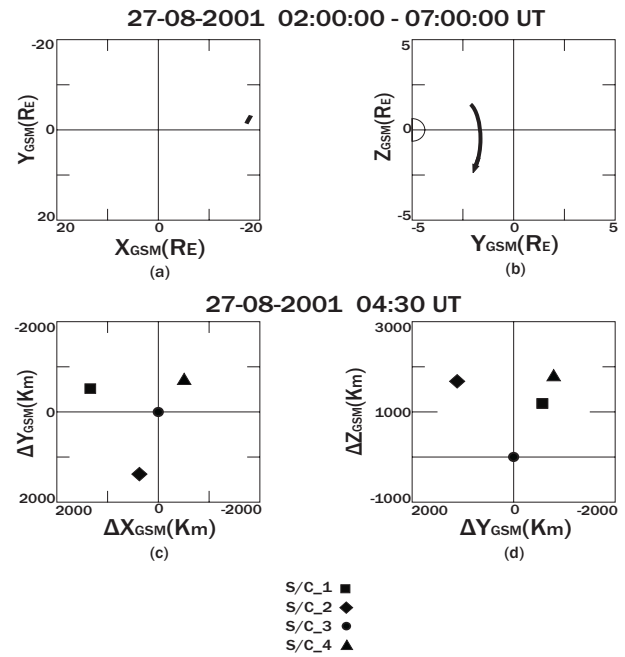 27-08-2001 02:00:00 - 07:00:00 UT
-20
0
20
YGSM(RE)
20 0 -20
XGSM(RE)
(a)
5
0
-5
ZGSM(RE)
-5 0 5
YGSM(RE)
(b)
27-08-2001 04:30 UT
-2000
0
2000
ΔYGSM(Km)
2000 0 -2000
ΔXGSM(Km)
(c)
3000
1000
-1000
ΔZGSM(Km)
2000 0 -2000
ΔYGSM(Km)
(d)
S/C_1
S/C_2
S/C_3
S/C_4